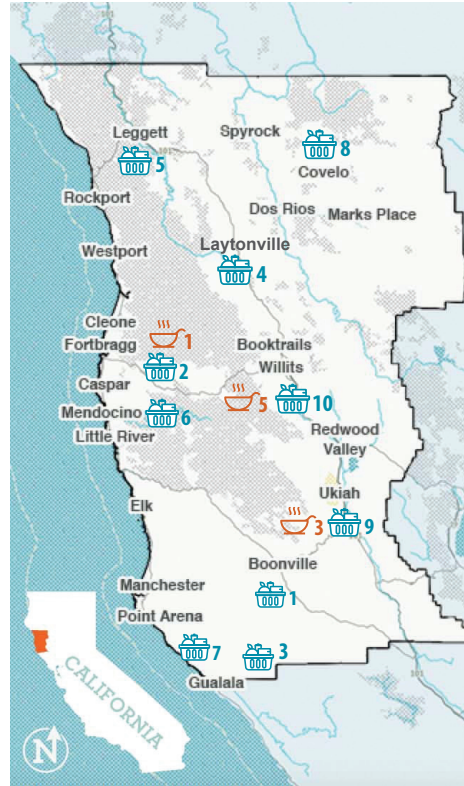 Leggett
Spyrock
5
8
Covelo
Rockport
Dos Rios
Marks Place
Westport
Laytonville
4
Cleone
1
Fortbragg
Booktrails
2
Willits
Caspar
5
10
Mendocino
6
Little River
Redwood
Valley
Ukiah
Elk
3
9
Boonville
Manchester
1
Point Arena
7
3
Gualala
CALIFORNIA
N
101
101